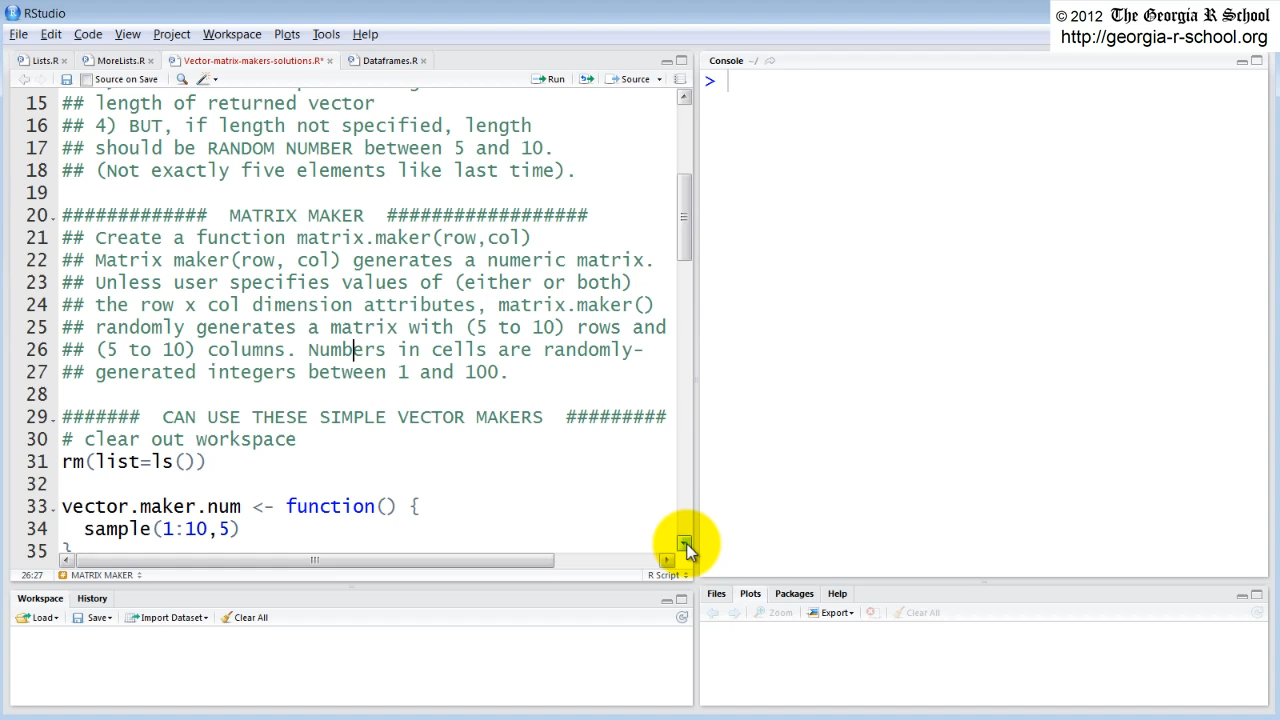 RStudio
© 2012 The Georgia R School
http://georgia-r-school.org
File Edit Code View Project Workspace Plots Tools Help
Lists.R MoreLists.R Vector-matrix-makers-solutions.R* Dataframes.R
Source on Save Run Source
Console ~/
>
15 ## length of returned vector
16 ## 4) BUT, if length not specified, length
17 ## should be RANDOM NUMBER between 5 and 10.
18 ## (Not exactly five elements like last time).
19
20 ############# MATRIX MAKER ##################
21 ## Create a function matrix.maker(row,col)
22 ## Matrix maker(row, col) generates a numeric matrix.
23 ## Unless user specifies values of (either or both)
24 ## the row x col dimension attributes, matrix.maker()
25 ## randomly generates a matrix with (5 to 10) rows and
26 ## (5 to 10) columns. Numbers in cells are randomly-
27 ## generated integers between 1 and 100.
28
29 ####### CAN USE THESE SIMPLE VECTOR MAKERS #########
30 # clear out workspace
31 rm(list=ls())
32
33 vector.maker.num <- function() {
34 sample(1:10,5)
35 }
26:27 MATRIX MAKER R Script
Workspace History
Load Save Import Dataset Clear All
Files Plots Packages Help
Zoom Export Clear All